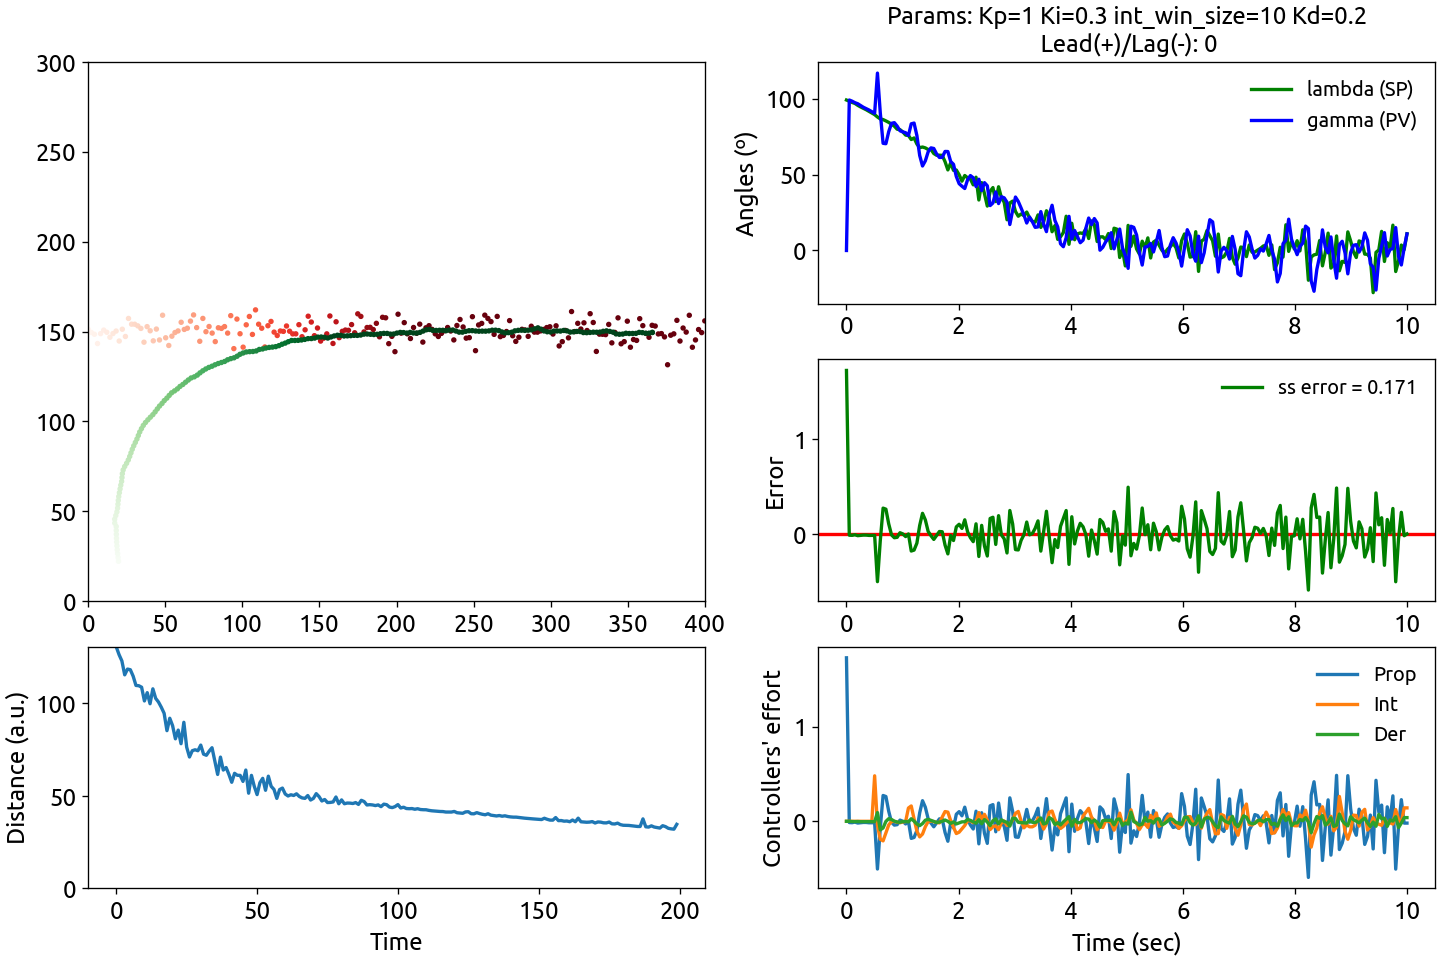 Params: Kp=1 Ki=0.3 int_win_size=10 Kd=0.2
Lead(+)/Lag(-): 0
300
250
200
150
100
50
0
0 50 100 150 200 250 300 350 400
Angles (º)
100
50
0
lambda (SP)
gamma (PV)
0 2 4 6 8 10
Error
1
0
ss error = 0.171
0 2 4 6 8 10
Distance (a.u.)
100
50
0
0 50 100 150 200
Time
Controllers' effort
1
0
Prop
Int
Der
0 2 4 6 8 10
Time (sec)